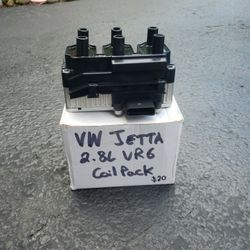 VW JETTA
2.8L VR6
Coil Pack
$20